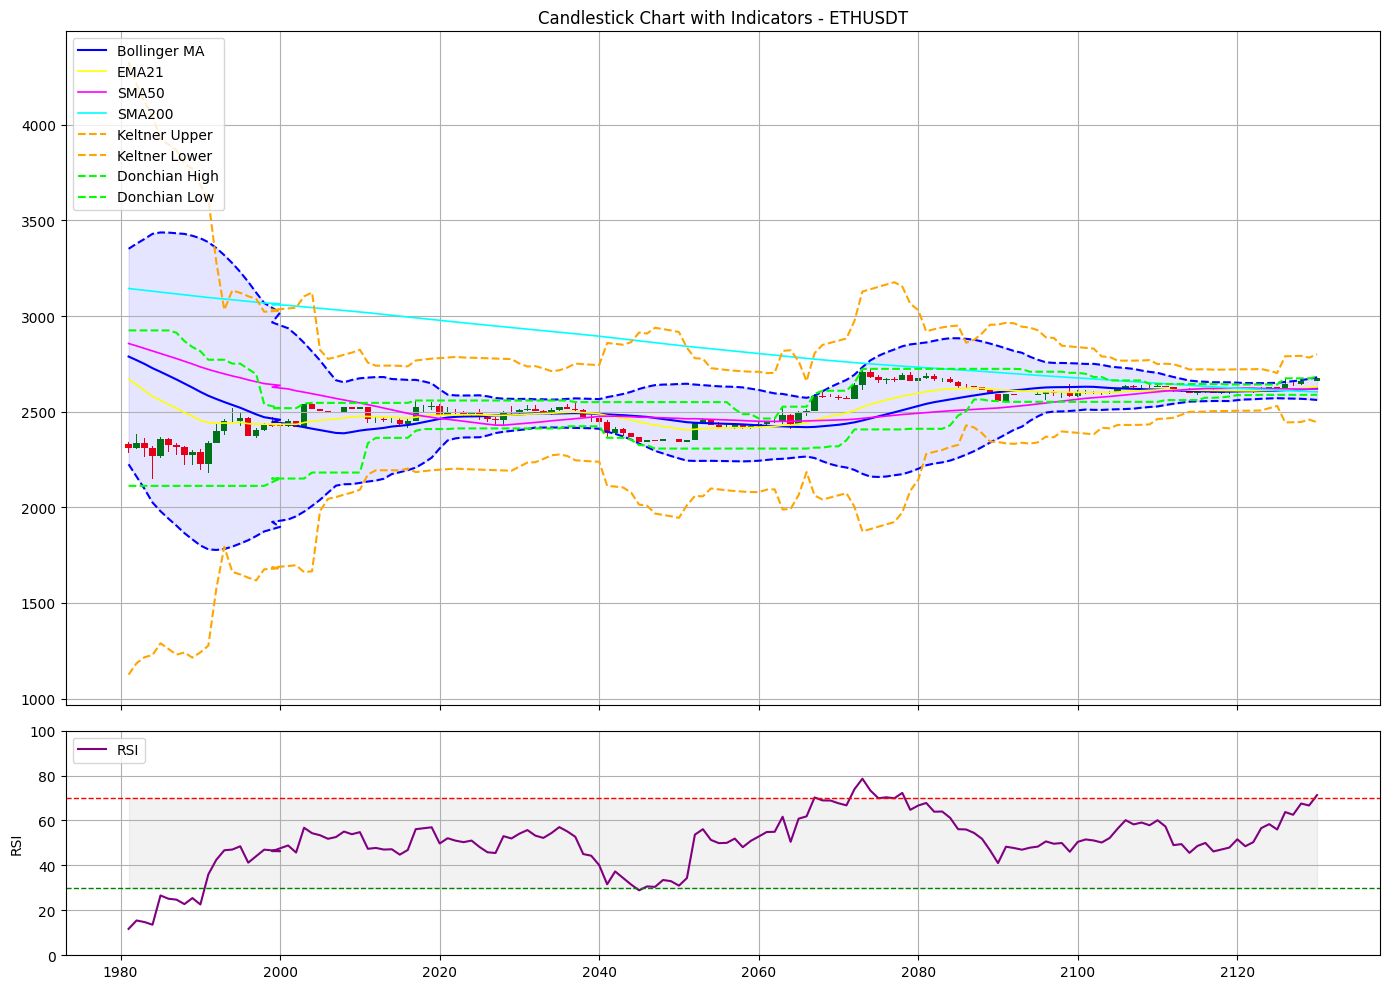 Candlestick Chart with Indicators - ETHUSDT
Bollinger MA
EMA21
SMA50
SMA200
Keltner Upper
Keltner Lower
Donchian High
Donchian Low
4000
3500
3000
2500
2000
1500
1000
RSI
100
80
60
40
20
0
RSI
1980 2000 2020 2040 2060 2080 2100 2120